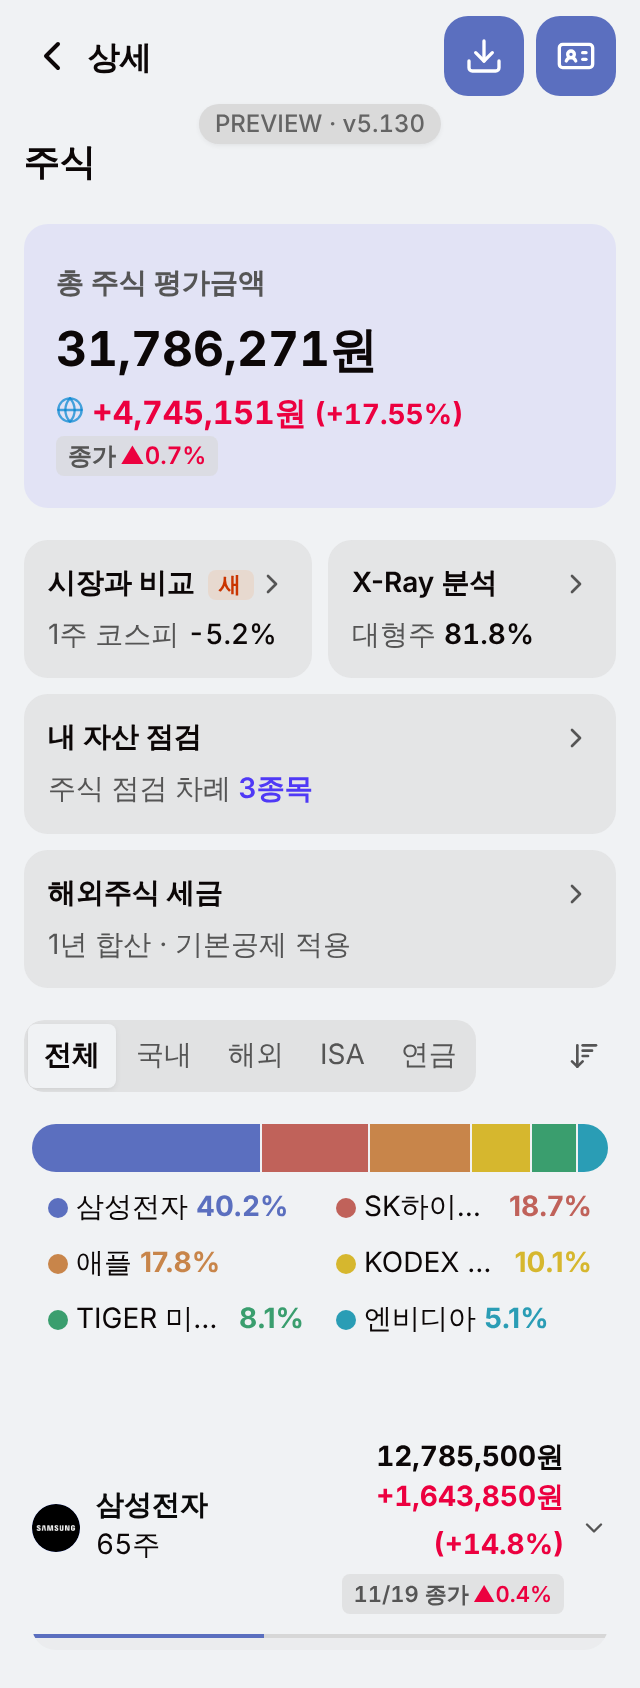 상세
PREVIEW · v5.130
주식
총 주식 평가금액
31,786,271원
+4,745,151원 (+17.55%)
종가 ▲0.7%
시장과 비교 새
1주 코스피 -5.2%
X-Ray 분석
대형주 81.8%
내 자산 점검
주식 점검 차례 3종목
해외주식 세금
1년 합산 · 기본공제 적용
전체 국내 해외 ISA 연금
삼성전자 40.2% SK하이... 18.7%
애플 17.8% KODEX ... 10.1%
TIGER 미... 8.1% 엔비디아 5.1%
SAMSUNG
삼성전자
65주
12,785,500원
+1,643,850원
(+14.8%)
11/19 종가 ▲0.4%